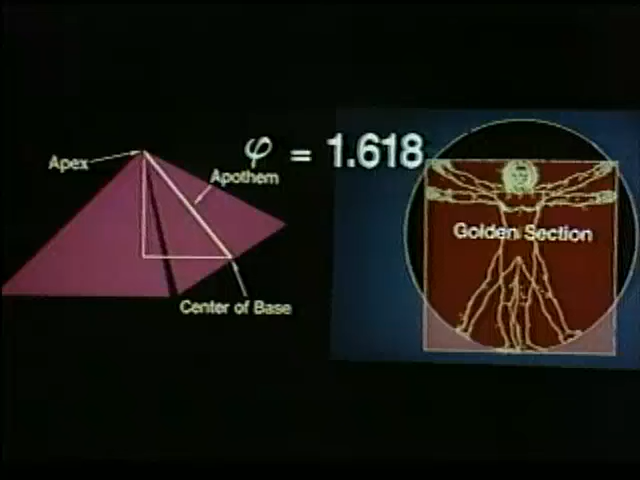 φ = 1.618
Apex
Apothem
Golden Section
Center of Base